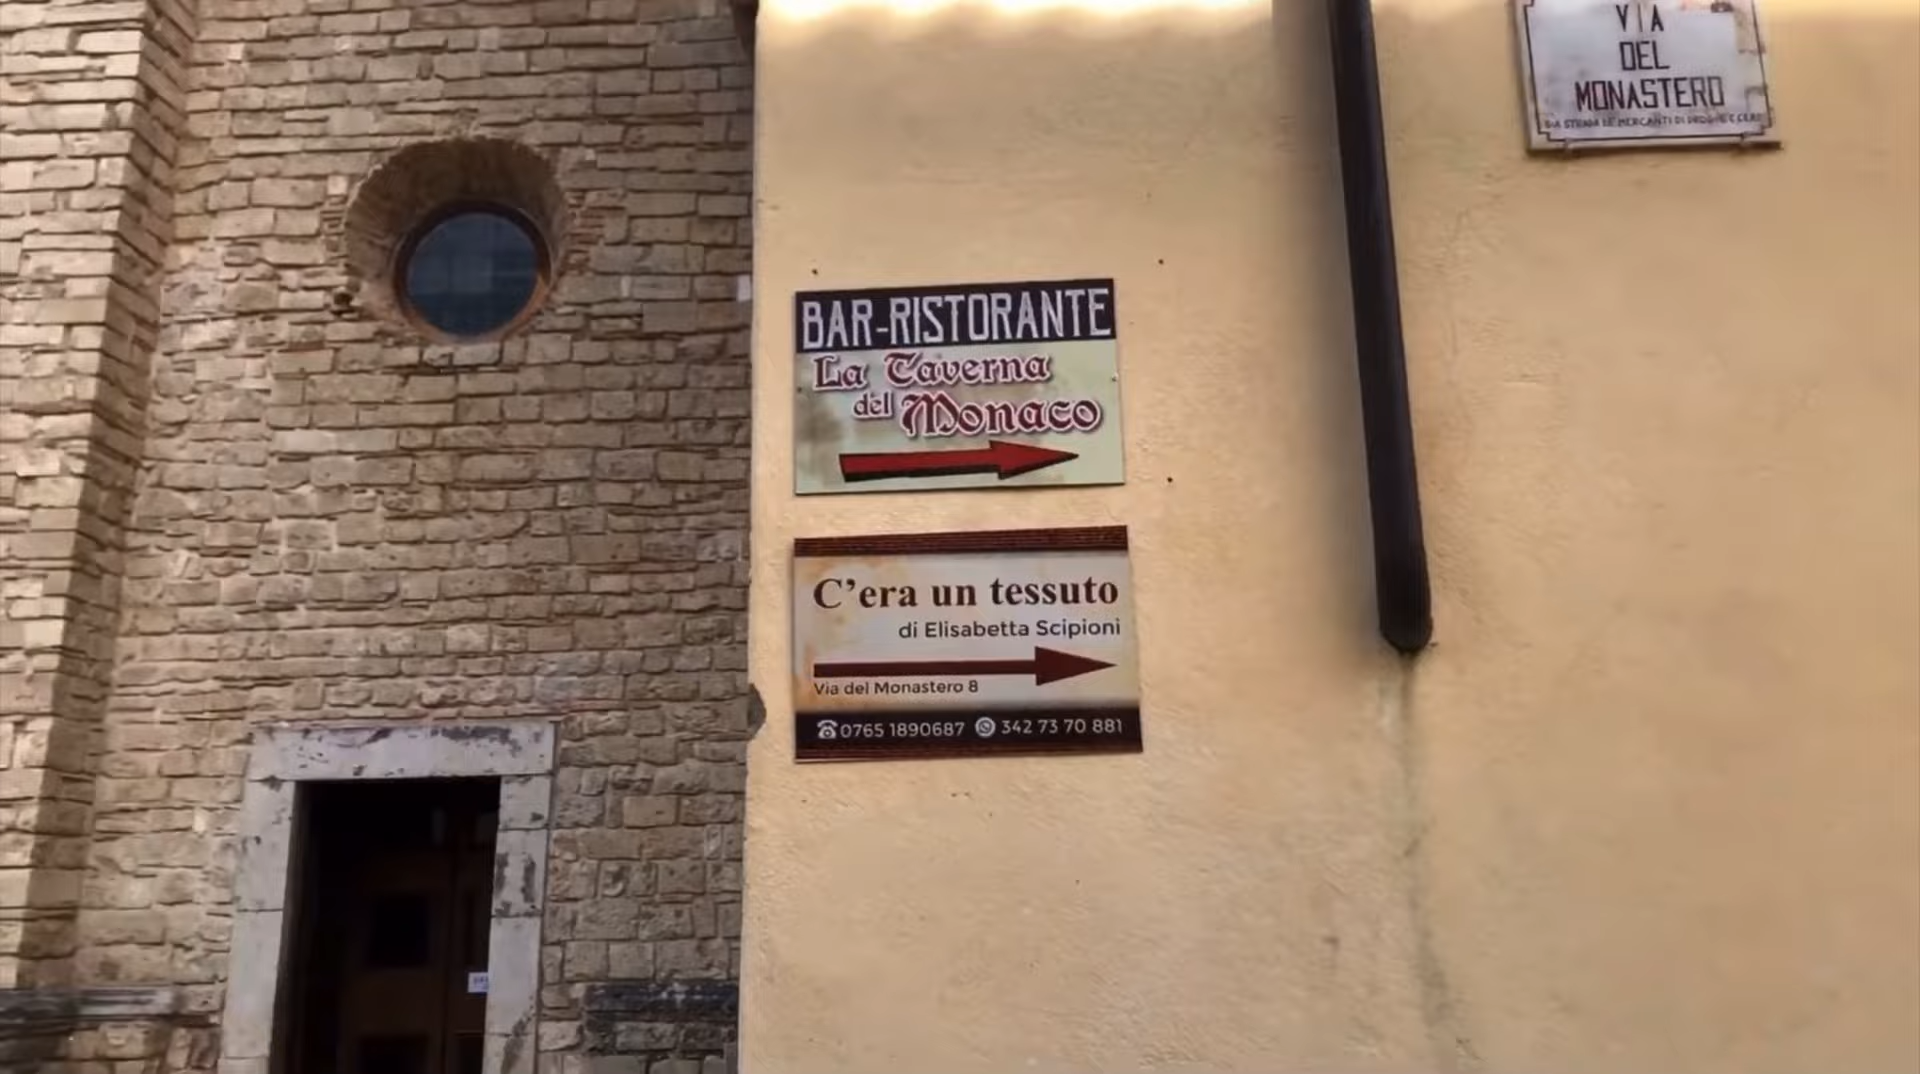 VIA
DEL
MONASTERO
BAR-RISTORANTE
La Taverna
del Monaco
C'era un tessuto
di Elisabetta Scipioni
Via del Monastero 8
0765 1890687 342 73 70 881